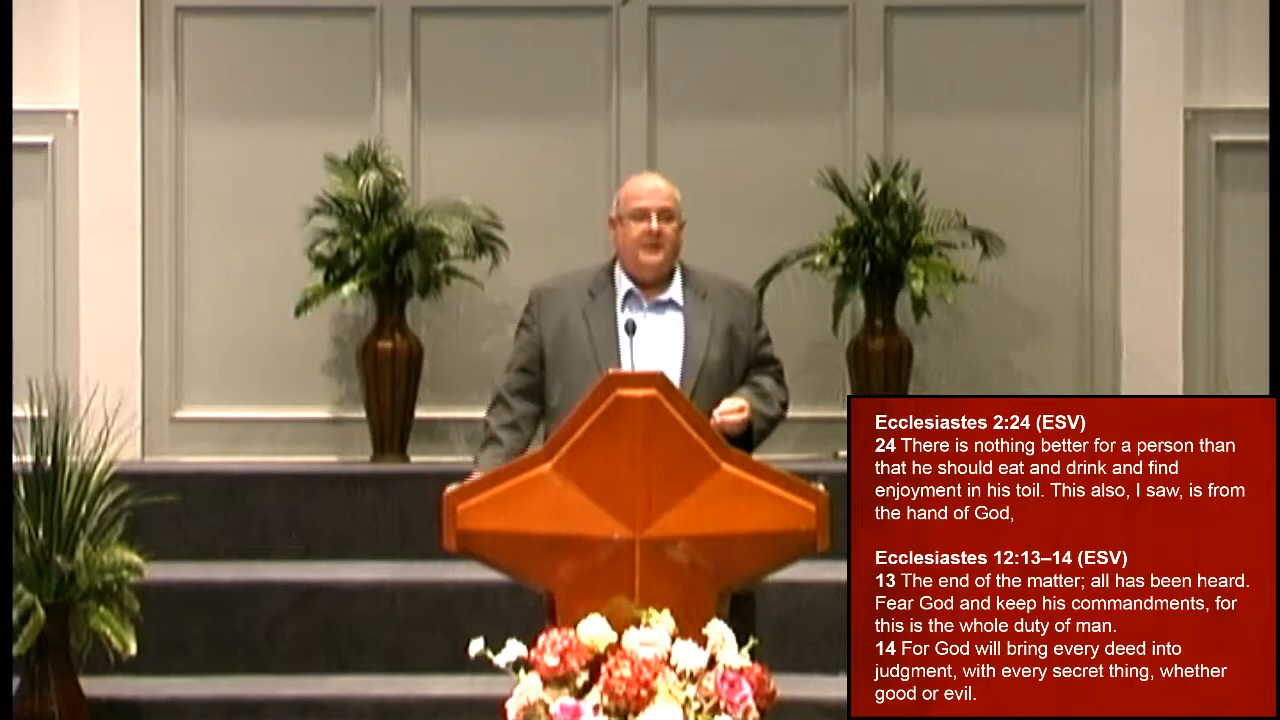 Ecclesiastes 2:24 (ESV)
24 There is nothing better for a person than
that he should eat and drink and find
enjoyment in his toil. This also, I saw, is from
the hand of God,
Ecclesiastes 12:13–14 (ESV)
13 The end of the matter; all has been heard.
Fear God and keep his commandments, for
this is the whole duty of man.
14 For God will bring every deed into
judgment, with every secret thing, whether
good or evil.